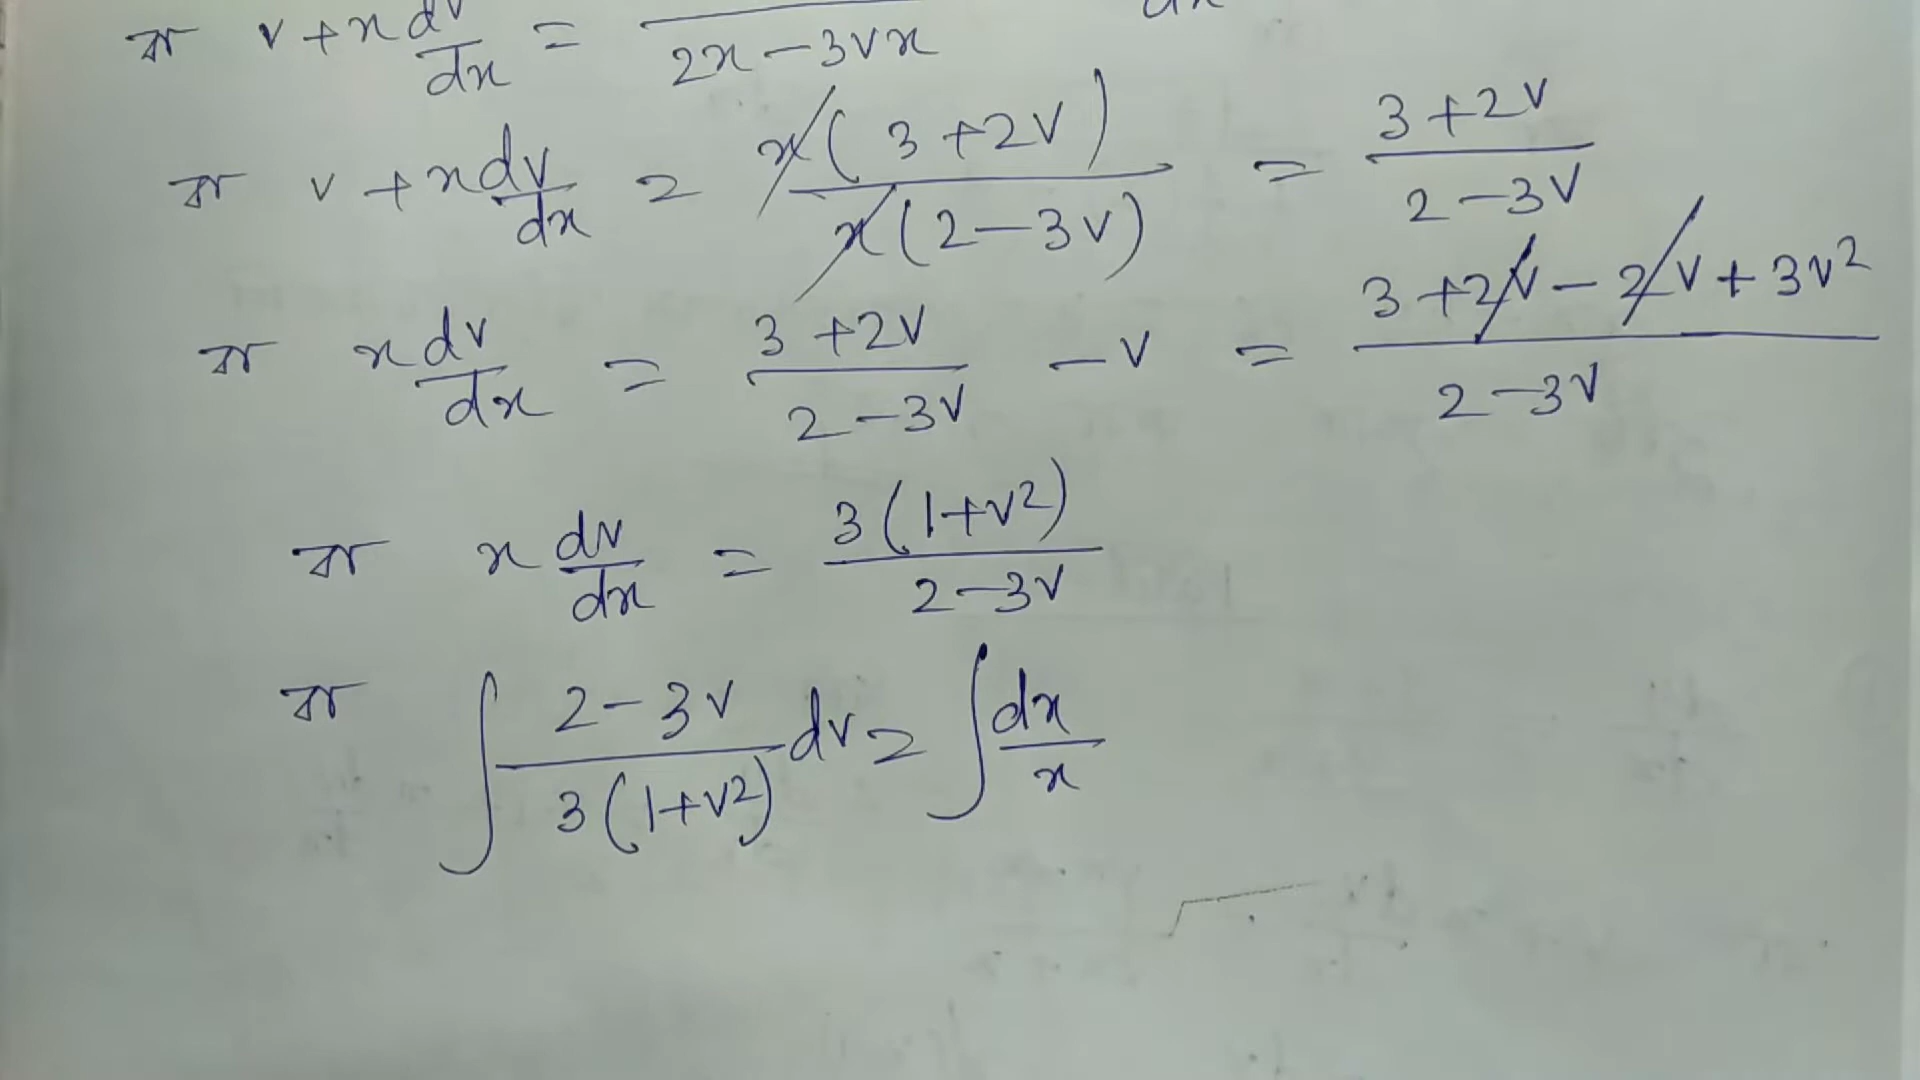 বা v + x dv/dx = /(2x - 3vx) dx
বা v + x dv/dx = x(3 + 2v)/x(2 - 3v) = (3 + 2v)/(2 - 3v)
বা x dv/dx = (3 + 2v)/(2 - 3v) - v = (3 + 2v - 2v + 3v²)/(2 - 3v)
বা x dv/dx = 3(1 + v²)/(2 - 3v)
বা ∫ (2 - 3v)/3(1 + v²) dv = ∫ dx/x